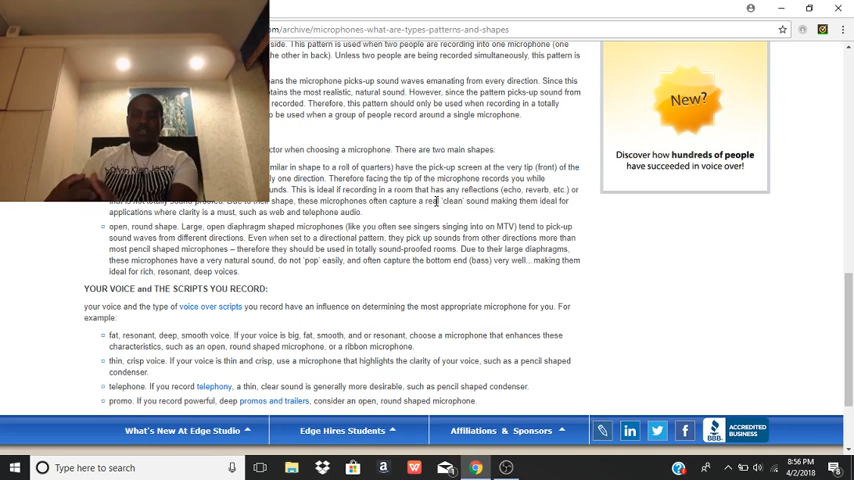 com/archive/microphones-what-are-types-patterns-and-shapes
side. This pattern is used when two people are recording into one microphone (one
the other in back). Unless two people are being recorded simultaneously, this pattern is
ans the microphone picks-up sound waves emanating from every direction. Since this
tains the most realistic, natural sound. However, since the pattern picks-up sound from
recorded. Therefore, this pattern should only be used when recording in a totally
o be used when a group of people record around a single microphone.
ctor when choosing a microphone. There are two main shapes:
milar in shape to a roll of quarters) have the pick-up screen at the very tip (front) of the
ly one direction. Therefore facing the tip of the microphone records you while
unds. This is ideal if recording in a room that has any reflections (echo, reverb, etc.) or
shape, these microphones often capture a real 'clean' sound making them ideal for
applications where clarity is a must, such as web and telephone audio.
open, round shape. Large, open diaphragm shaped microphones (like you often see singers singing into on MTV) tend to pick-up
sound waves from different directions. Even when set to a directional pattern, they pick up sounds from other directions more than
most pencil shaped microphones – therefore they should be used in totally sound-proofed rooms. Due to their large diaphragms,
these microphones have a very natural sound, do not 'pop' easily, and often capture the bottom end (bass) very well...making them
ideal for rich, resonant, deep voices.
YOUR VOICE and THE SCRIPTS YOU RECORD:
your voice and the type of voice over scripts you record have an influence on determining the most appropriate microphone for you. For
example:
fat, resonant, deep, smooth voice. If your voice is big, fat, smooth, and or resonant, choose a microphone that enhances these
characteristics, such as an open, round shaped microphone, or a ribbon microphone.
thin, crisp voice. If your voice is thin and crisp, use a microphone that highlights the clarity of your voice, such as a pencil shaped
condenser.
telephone. If you record telephony, a thin, clear sound is generally more desirable, such as pencil shaped condenser.
promo. If you record powerful, deep promos and trailers, consider an open, round shaped microphone.
New?
Discover how hundreds of people
have succeeded in voice over!
What's New At Edge Studio
Edge Hires Students
Affiliations & Sponsors
in
f
BBB
ACCREDITED
BUSINESS
Type here to search
8:56 PM
4/2/2018